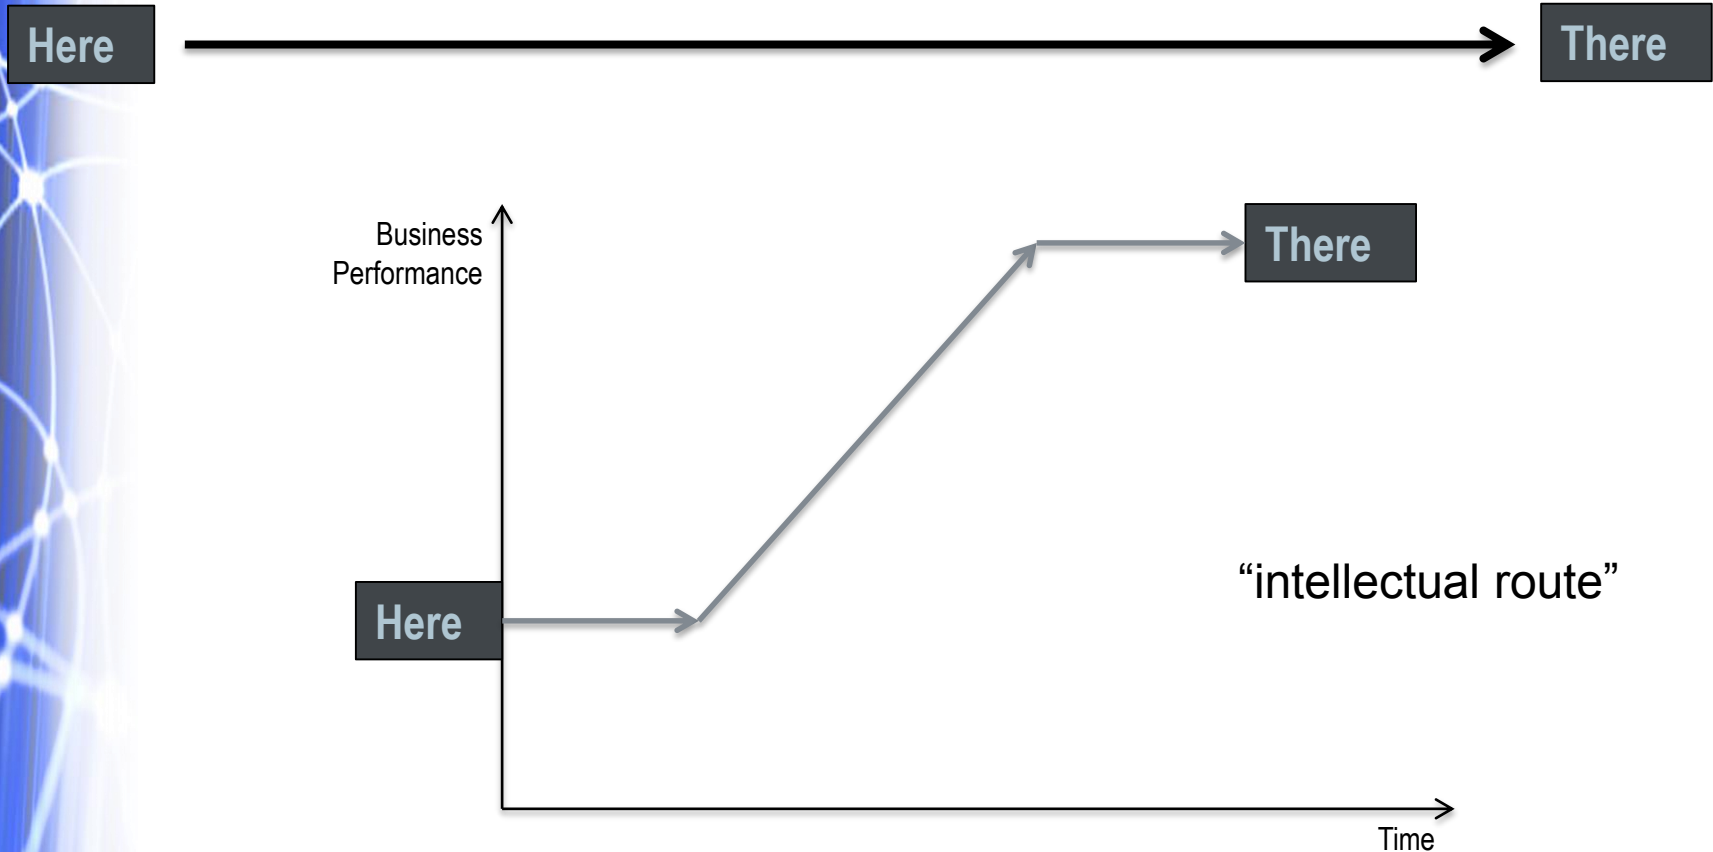 Here
There
Business
Performance
There
“intellectual route”
Here
Time